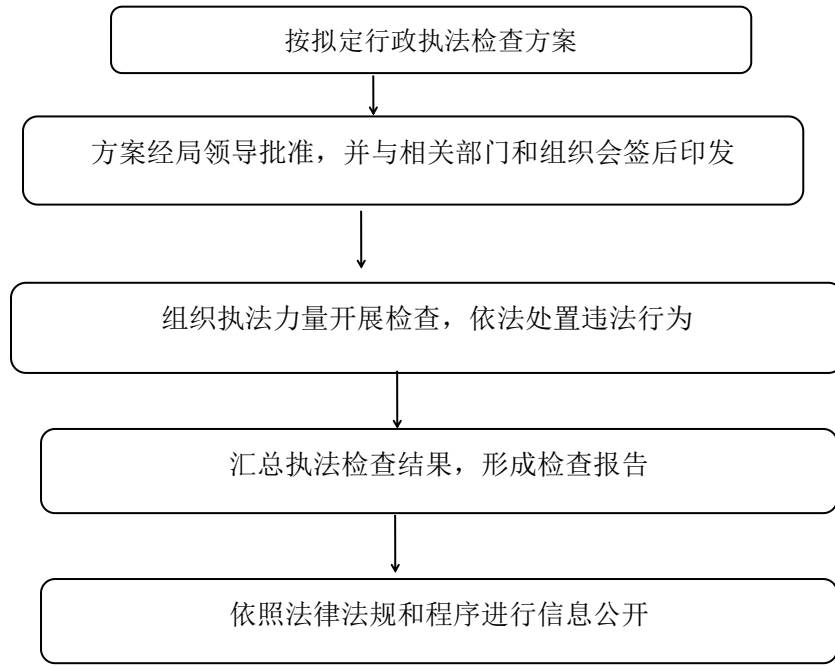 按拟定行政执法检查方案
方案经局领导批准，并与相关部门和组织会签后印发
组织执法力量开展检查，依法处置违法行为
汇总执法检查结果，形成检查报告
依照法律法规和程序进行信息公开